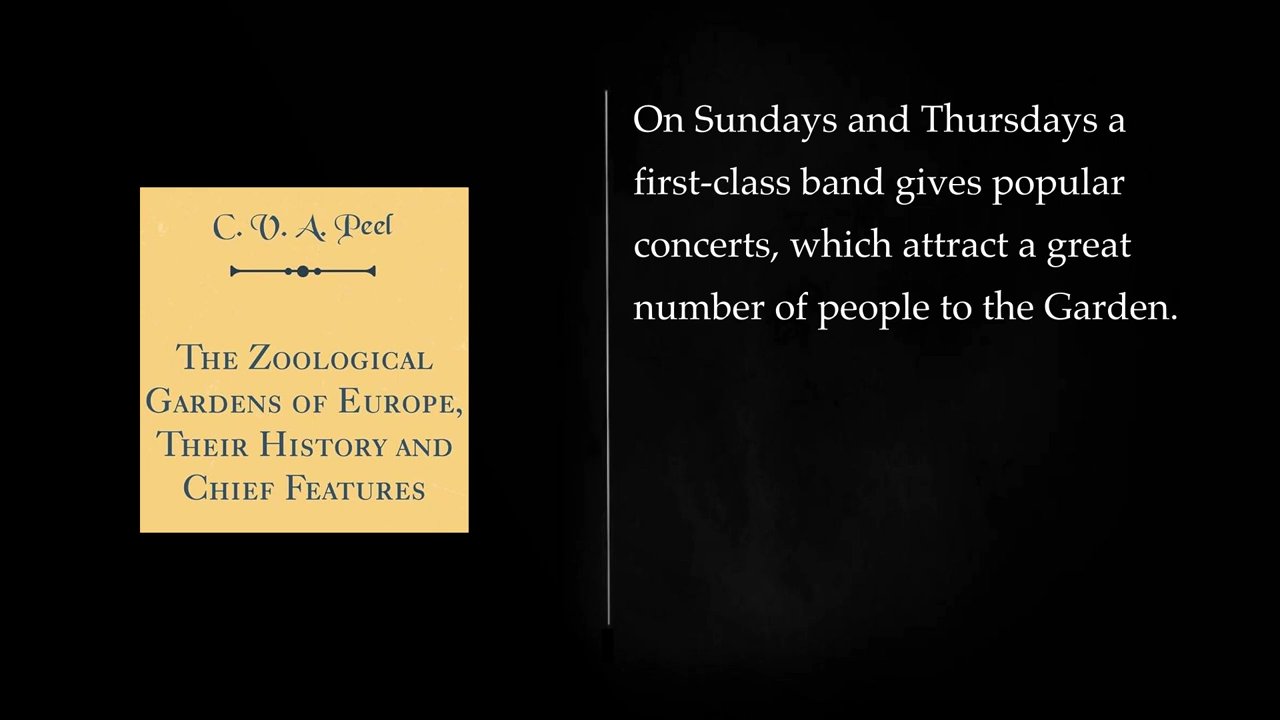 C. V. A. Peel
The Zoological
Gardens of Europe,
Their History and
Chief Features
On Sundays and Thursdays a
first-class band gives popular
concerts, which attract a great
number of people to the Garden.